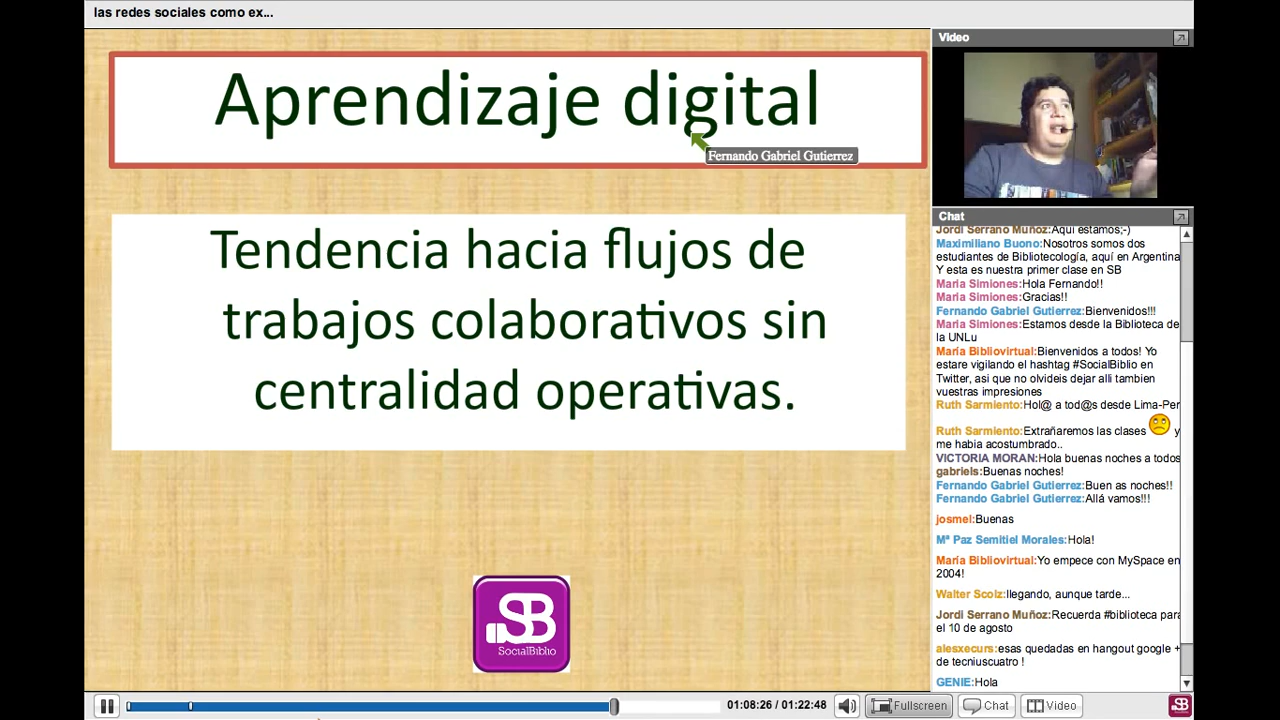 las redes sociales como ex...
Aprendizaje digital
Fernando Gabriel Gutierrez
Tendencia hacia flujos de
trabajos colaborativos sin
centralidad operativas.
SB
SocialBiblio
Video
Chat
Jordi Serrano Muñoz:Aquí estamos;-)
Maximiliano Buono:Nosotros somos dos
estudiantes de Bibliotecología, aquí en Argentina
Y esta es nuestra primer clase en SB
Maria Simiones:Hola Fernando!!
Maria Simiones:Gracias!!
Fernando Gabriel Gutierrez:Bienvenidos!!!
Maria Simiones:Estamos desde la Biblioteca de
la UNLu
María Bibliovirtual:Bienvenidos a todos! Yo
estare vigilando el hashtag #SocialBiblio en
Twitter, asi que no olvideis dejar alli tambien
vuestras impresiones
Ruth Sarmiento:Hol@ a tod@s desde Lima-Per
Ruth Sarmiento:Extrañaremos las clases y
me habia acostumbrado..
VICTORIA MORAN:Hola buenas noches a todos
gabriels:Buenas noches!
Fernando Gabriel Gutierrez:Buen as noches!!
Fernando Gabriel Gutierrez:Allá vamos!!!
josmel:Buenas
Mª Paz Semitiel Morales:Hola!
María Bibliovirtual:Yo empece con MySpace en
2004!
Walter Scolz:llegando, aunque tarde...
Jordi Serrano Muñoz:Recuerda #biblioteca para
el 10 de agosto
alesxecurs:esas quedadas en hangout google +
de tecniuscuatro !
GENIE:Hola
01:08:26 / 01:22:48
Fullscreen
Chat
Video
SB